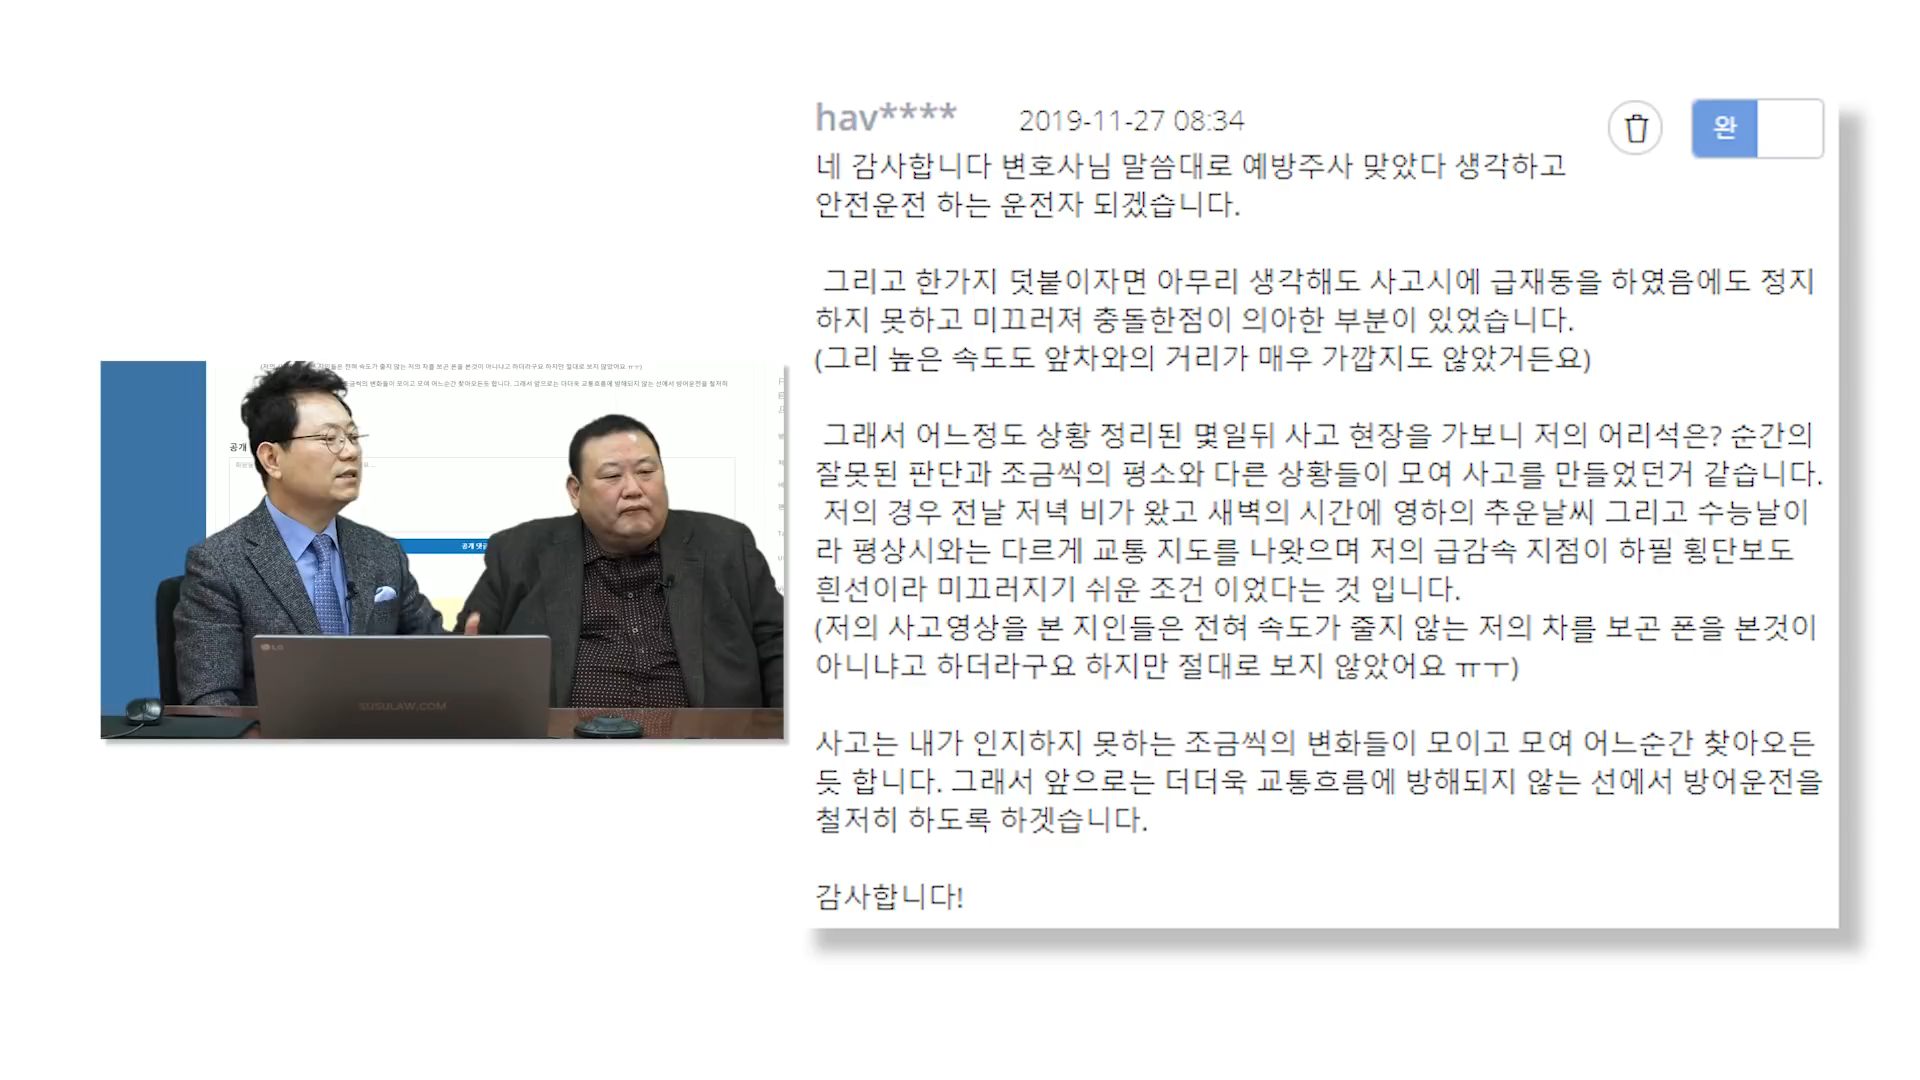 hav**** 2019-11-27 08:34
완
네 감사합니다 변호사님 말씀대로 예방주사 맞았다 생각하고
안전운전 하는 운전자 되겠습니다.
그리고 한가지 덧붙이자면 아무리 생각해도 사고시에 급재동을 하였음에도 정지
하지 못하고 미끄러져 충돌한점이 의아한 부분이 있었습니다.
(그리 높은 속도도 앞차와의 거리가 매우 가깝지도 않았거든요)
그래서 어느정도 상황 정리된 몇일뒤 사고 현장을 가보니 저의 어리석은? 순간의
잘못된 판단과 조금씩의 평소와 다른 상황들이 모여 사고를 만들었던거 같습니다.
저의 경우 전날 저녁 비가 왔고 새벽의 시간에 영하의 추운날씨 그리고 수능날이
라 평상시와는 다르게 교통 지도를 나왓으며 저의 급감속 지점이 하필 횡단보도
흰선이라 미끄러지기 쉬운 조건 이었다는 것 입니다.
(저의 사고영상을 본 지인들은 전혀 속도가 줄지 않는 저의 차를 보곤 폰을 본것이
아니냐고 하더라구요 하지만 절대로 보지 않았어요 ㅠㅜ)
사고는 내가 인지하지 못하는 조금씩의 변화들이 모이고 모여 어느순간 찾아오든
듯 합니다. 그래서 앞으로는 더더욱 교통흐름에 방해되지 않는 선에서 방어운전을
철저히 하도록 하겟습니다.
감사합니다!
공개
공개 댓글
LG
SUSULAW.COM